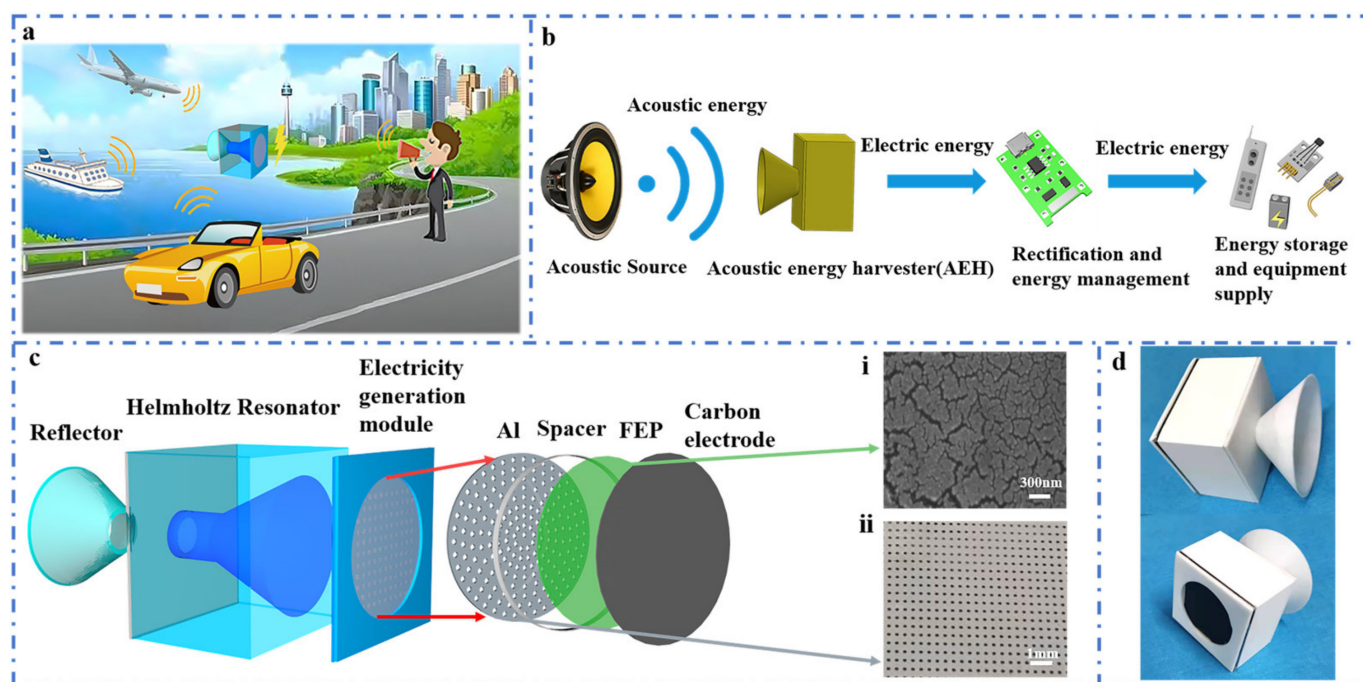 a
b
Acoustic energy
Electric energy
Electric energy
Acoustic Source
Acoustic energy harvester(AEH)
Rectification and
energy management
Energy storage
and equipment
supply
c
Reflector
Helmholtz Resonator
Electricity
generation
module
Al
Spacer
FEP
Carbon
electrode
i
300nm
ii
1mm
d